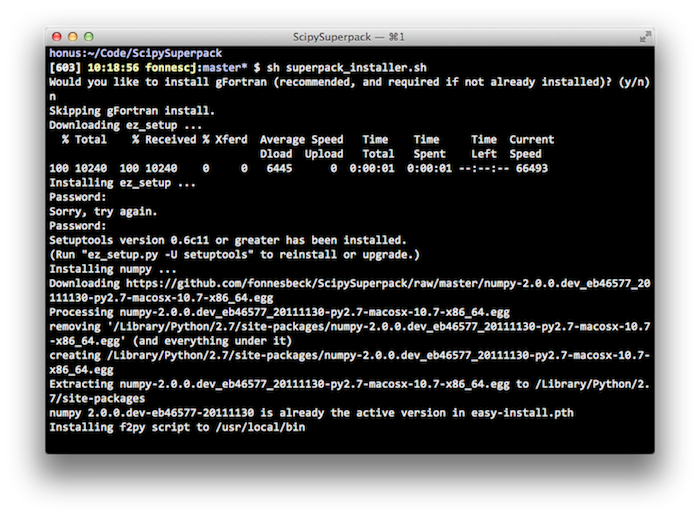 ScipySuperpack — ⌘1
honus:~/Code/ScipySuperpack
[603] 10:18:56 fonnescj:master* $ sh superpack_installer.sh
Would you like to install gFortran (recommended, and required if not already installed)? (y/n)
n
Skipping gFortran install.
Downloading ez_setup ...
% Total % Received % Xferd Average Speed Time Time Time Current
Dload Upload Total Spent Left Speed
100 10240 100 10240 0 0 6445 0 0:00:01 0:00:01 --:--:-- 66493
Installing ez_setup ...
Password:
Sorry, try again.
Password:
Setuptools version 0.6c11 or greater has been installed.
(Run "ez_setup.py -U setuptools" to reinstall or upgrade.)
Installing numpy ...
Downloading https://github.com/fonnesbeck/ScipySuperpack/raw/master/numpy-2.0.0.dev_eb46577_20
111130-py2.7-macosx-10.7-x86_64.egg
Processing numpy-2.0.0.dev_eb46577_20111130-py2.7-macosx-10.7-x86_64.egg
removing '/Library/Python/2.7/site-packages/numpy-2.0.0.dev_eb46577_20111130-py2.7-macosx-10.7
-x86_64.egg' (and everything under it)
creating /Library/Python/2.7/site-packages/numpy-2.0.0.dev_eb46577_20111130-py2.7-macosx-10.7-
x86_64.egg
Extracting numpy-2.0.0.dev_eb46577_20111130-py2.7-macosx-10.7-x86_64.egg to /Library/Python/2.
7/site-packages
numpy 2.0.0.dev-eb46577-20111130 is already the active version in easy-install.pth
Installing f2py script to /usr/local/bin